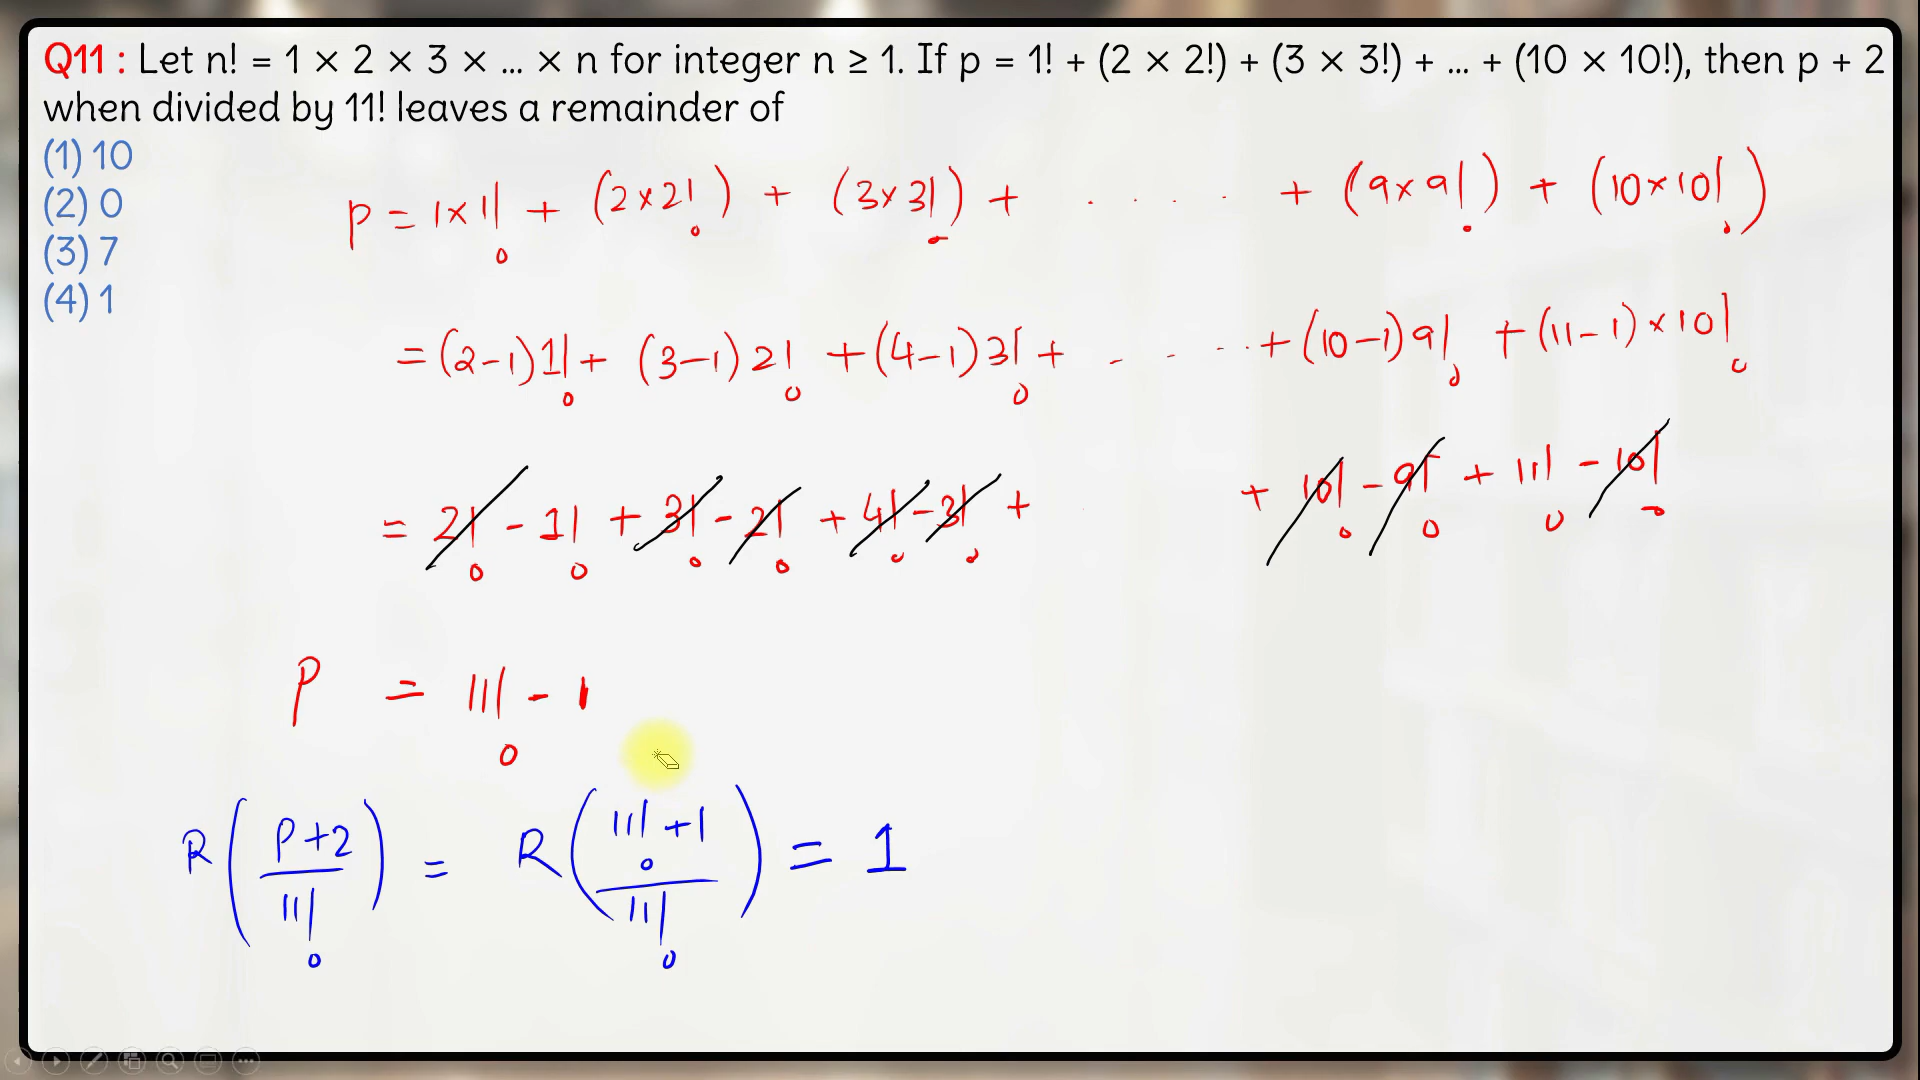 Q11 : Let n! = 1 × 2 × 3 × ... × n for integer n ≥ 1. If p = 1! + (2 × 2!) + (3 × 3!) + ... + (10 × 10!), then p + 2
when divided by 11! leaves a remainder of
(1) 10
(2) 0
(3) 7
(4) 1
p = 1×1! + (2×2!) + (3×3!) + . . . . + (9×9!) + (10×10!)
= (2-1)1! + (3-1)2! + (4-1)3! + . . . . + (10-1)9! + (11-1)×10!
= 2! - 1! + 3! - 2! + 4! - 3! + + 10! - 9! + 11! - 10!
P = 11! - 1
R(P+2/11!) = R(11!+1/11!) = 1